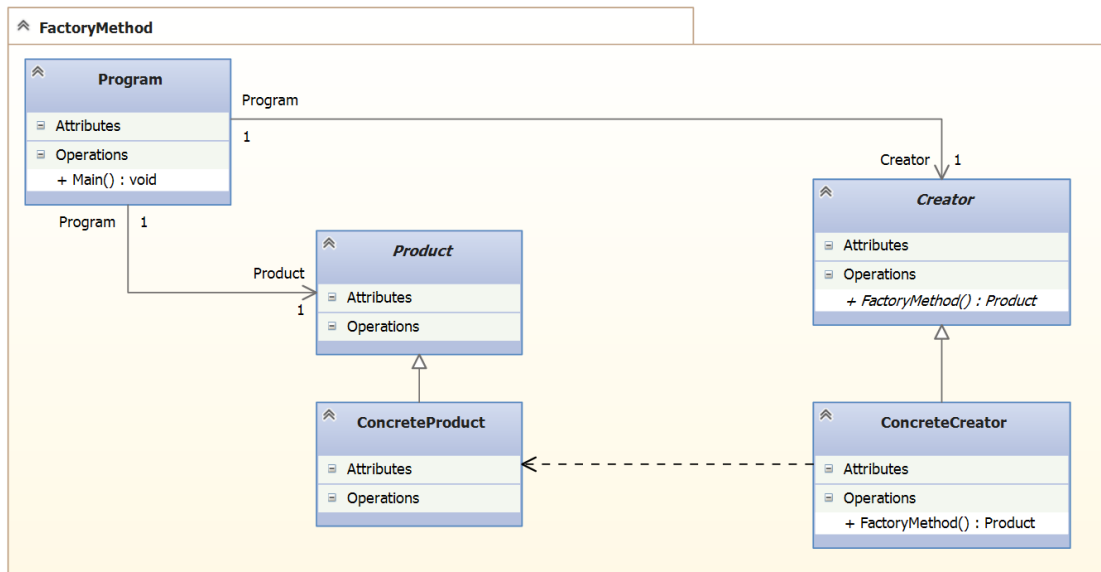 FactoryMethod
Program
Attributes
Operations
+ Main() : void
Program
1
Creator
1
Program
1
Product
1
Product
Attributes
Operations
Creator
Attributes
Operations
+ FactoryMethod() : Product
ConcreteProduct
Attributes
Operations
ConcreteCreator
Attributes
Operations
+ FactoryMethod() : Product